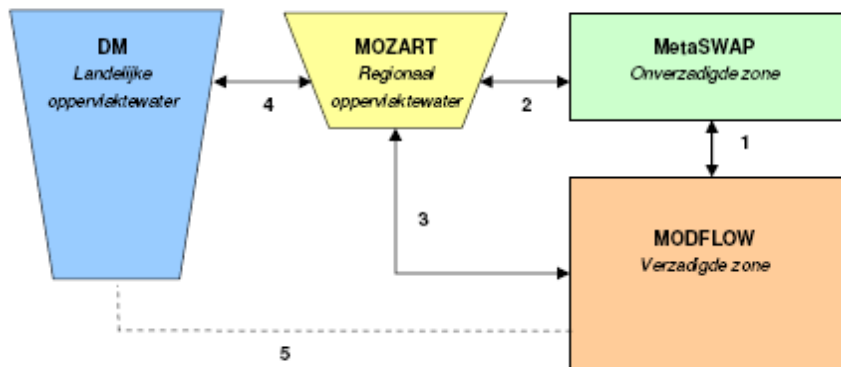 DM
Landelijke
oppervlaktewater
4
MOZART
Regionaal
oppervlaktewater
2
MetaSWAP
Onverzadigde zone
1
3
MODFLOW
Verzadigde zone
5